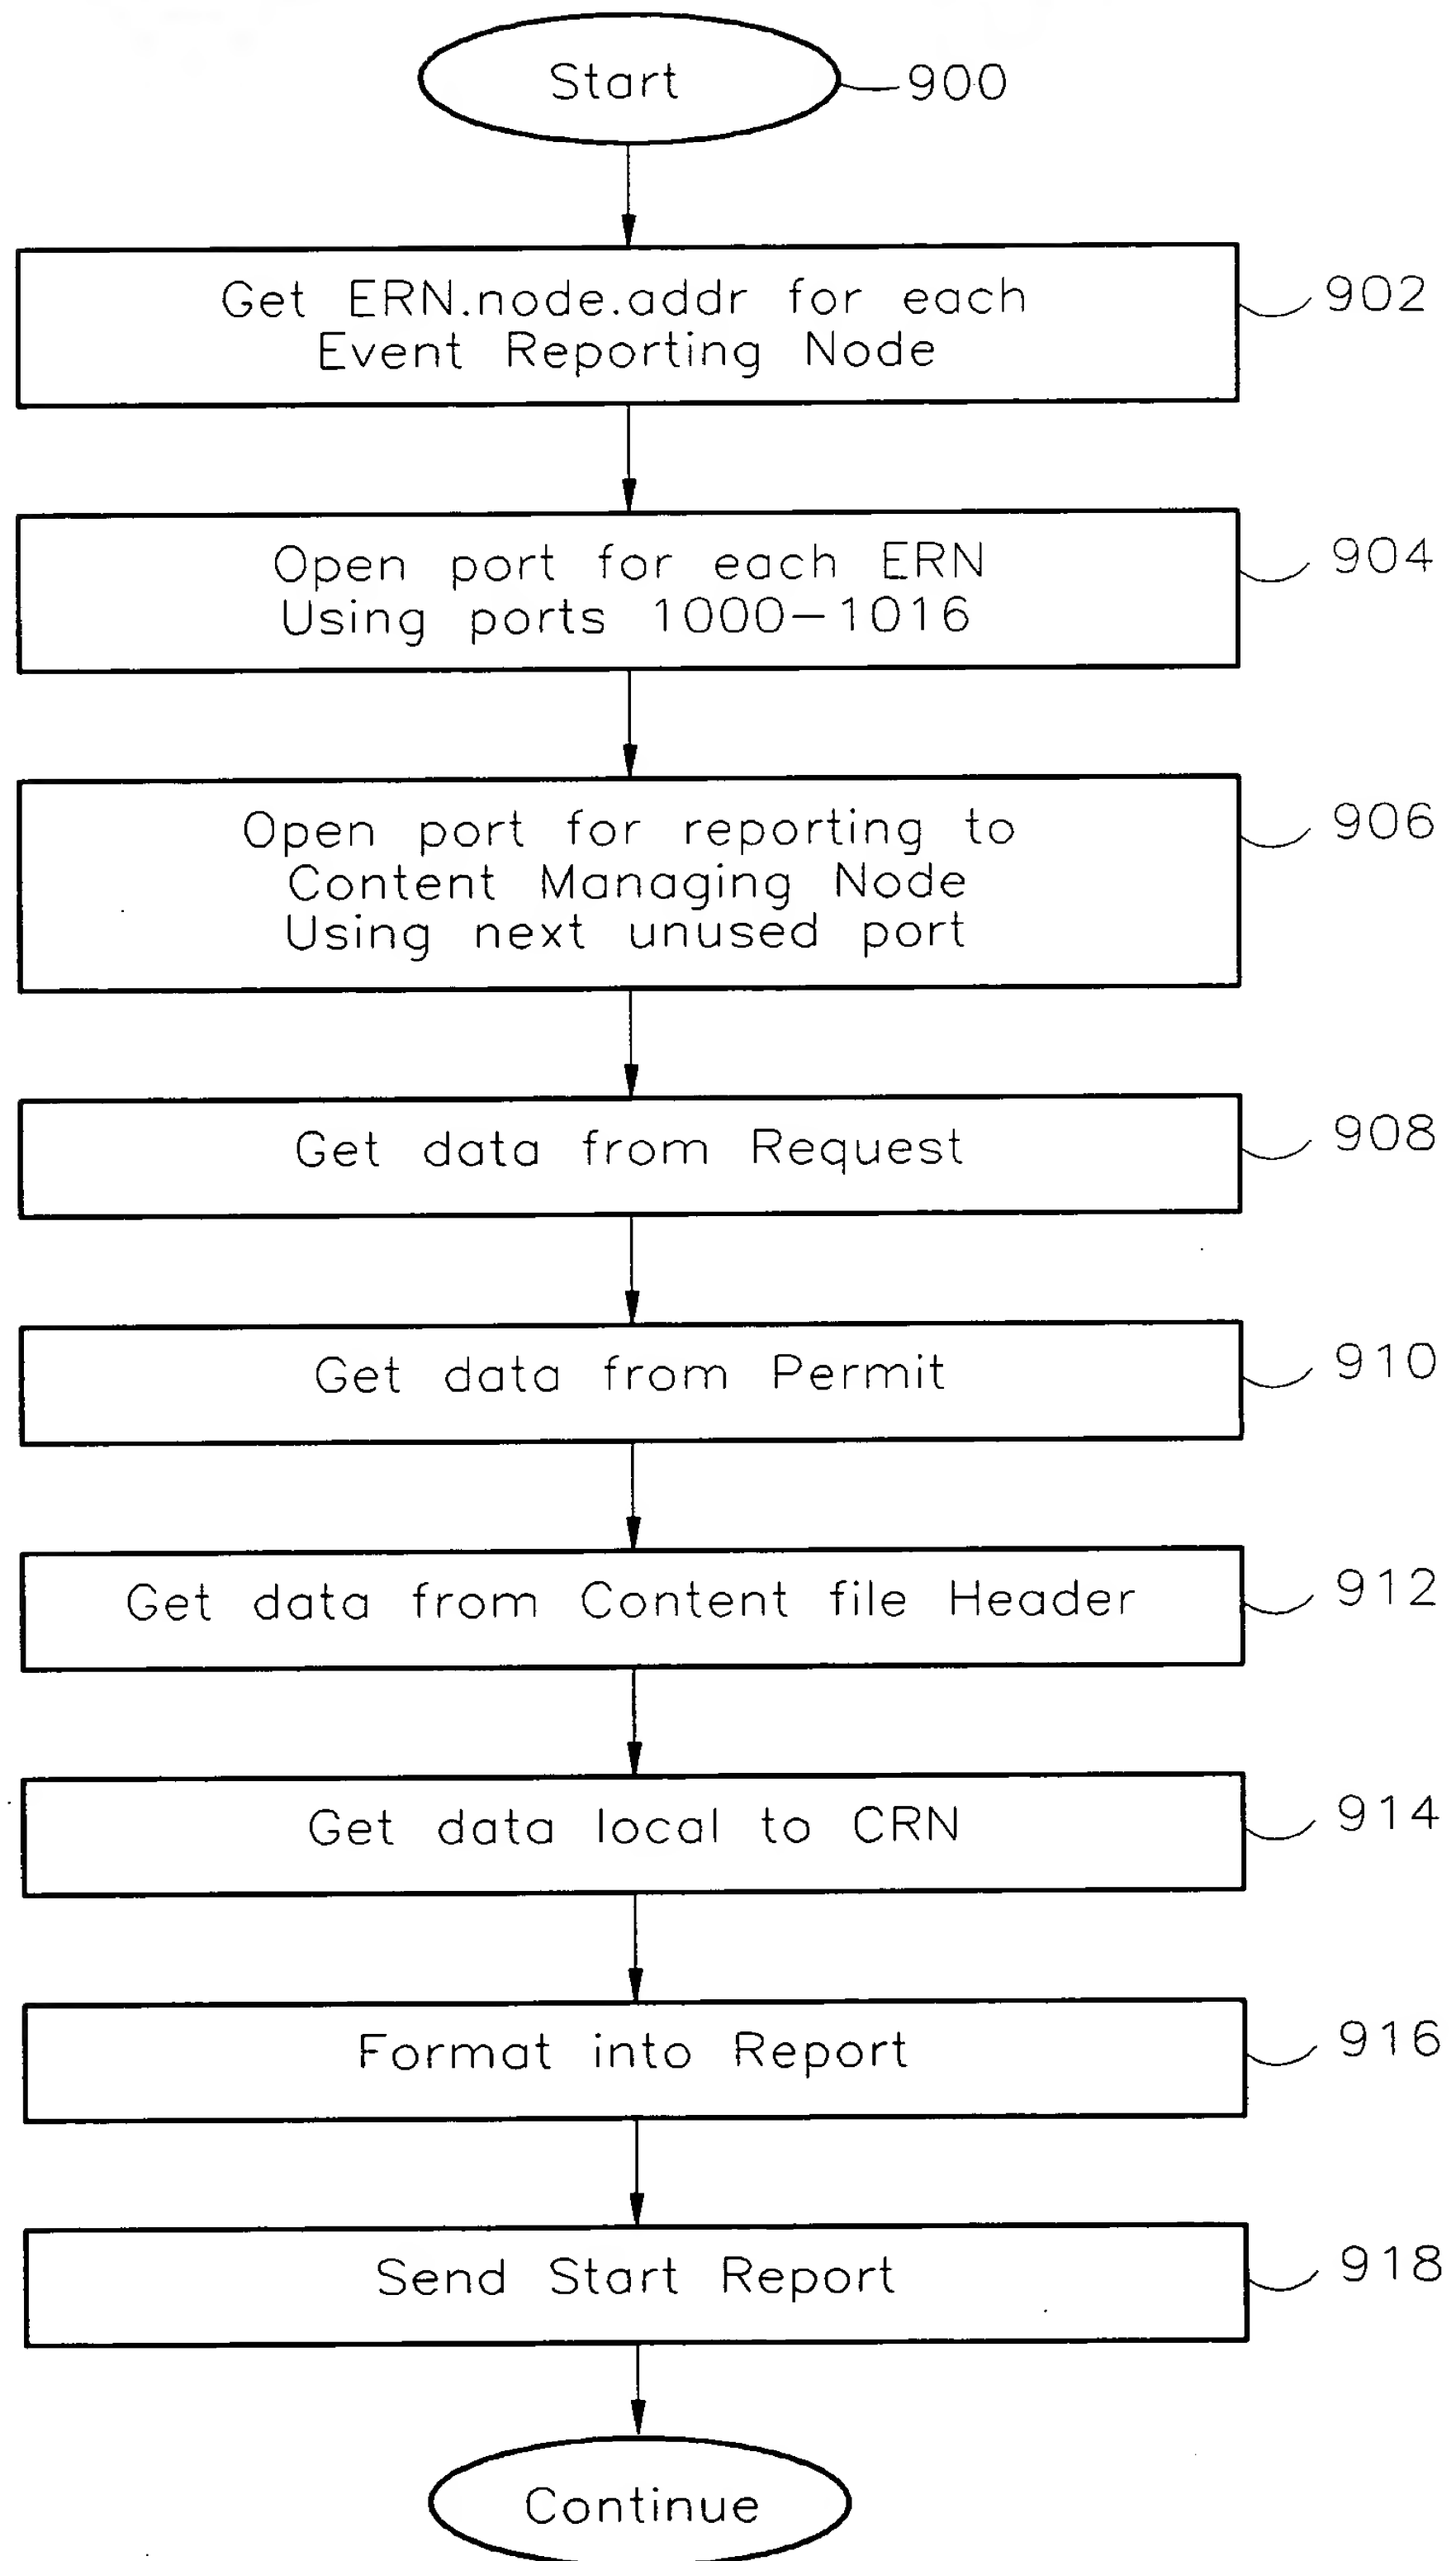 Start
900
Get ERN.node.addr for each
Event Reporting Node
902
Open port for each ERN
Using ports 1000-1016
904
Open port for reporting to
Content Managing Node
Using next unused port
906
Get data from Request
908
Get data from Permit
910
Get data from Content file Header
912
Get data local to CRN
914
Format into Report
916
Send Start Report
918
Continue